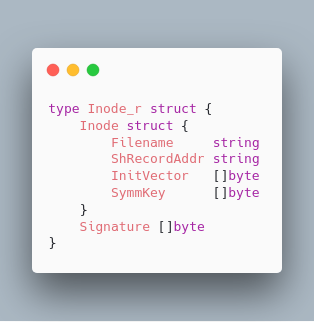 type Inode_r struct {
    Inode struct {
        Filename     string
        ShRecordAddr string
        InitVector   []byte
        SymmKey      []byte
    }
    Signature []byte
}